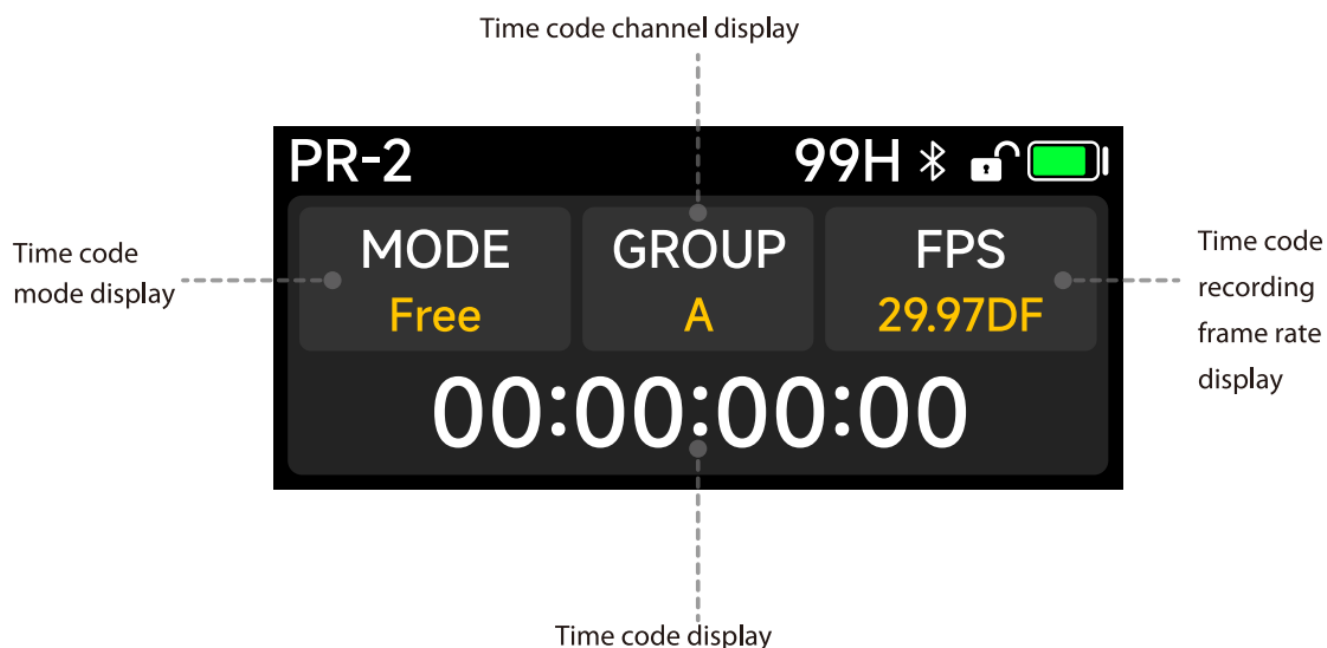 Time code channel display
PR-2 99H
MODE GROUP FPS
Free A 29.97DF
00:00:00:00
Time code
mode display
Time code
recording
frame rate
display
Time code display